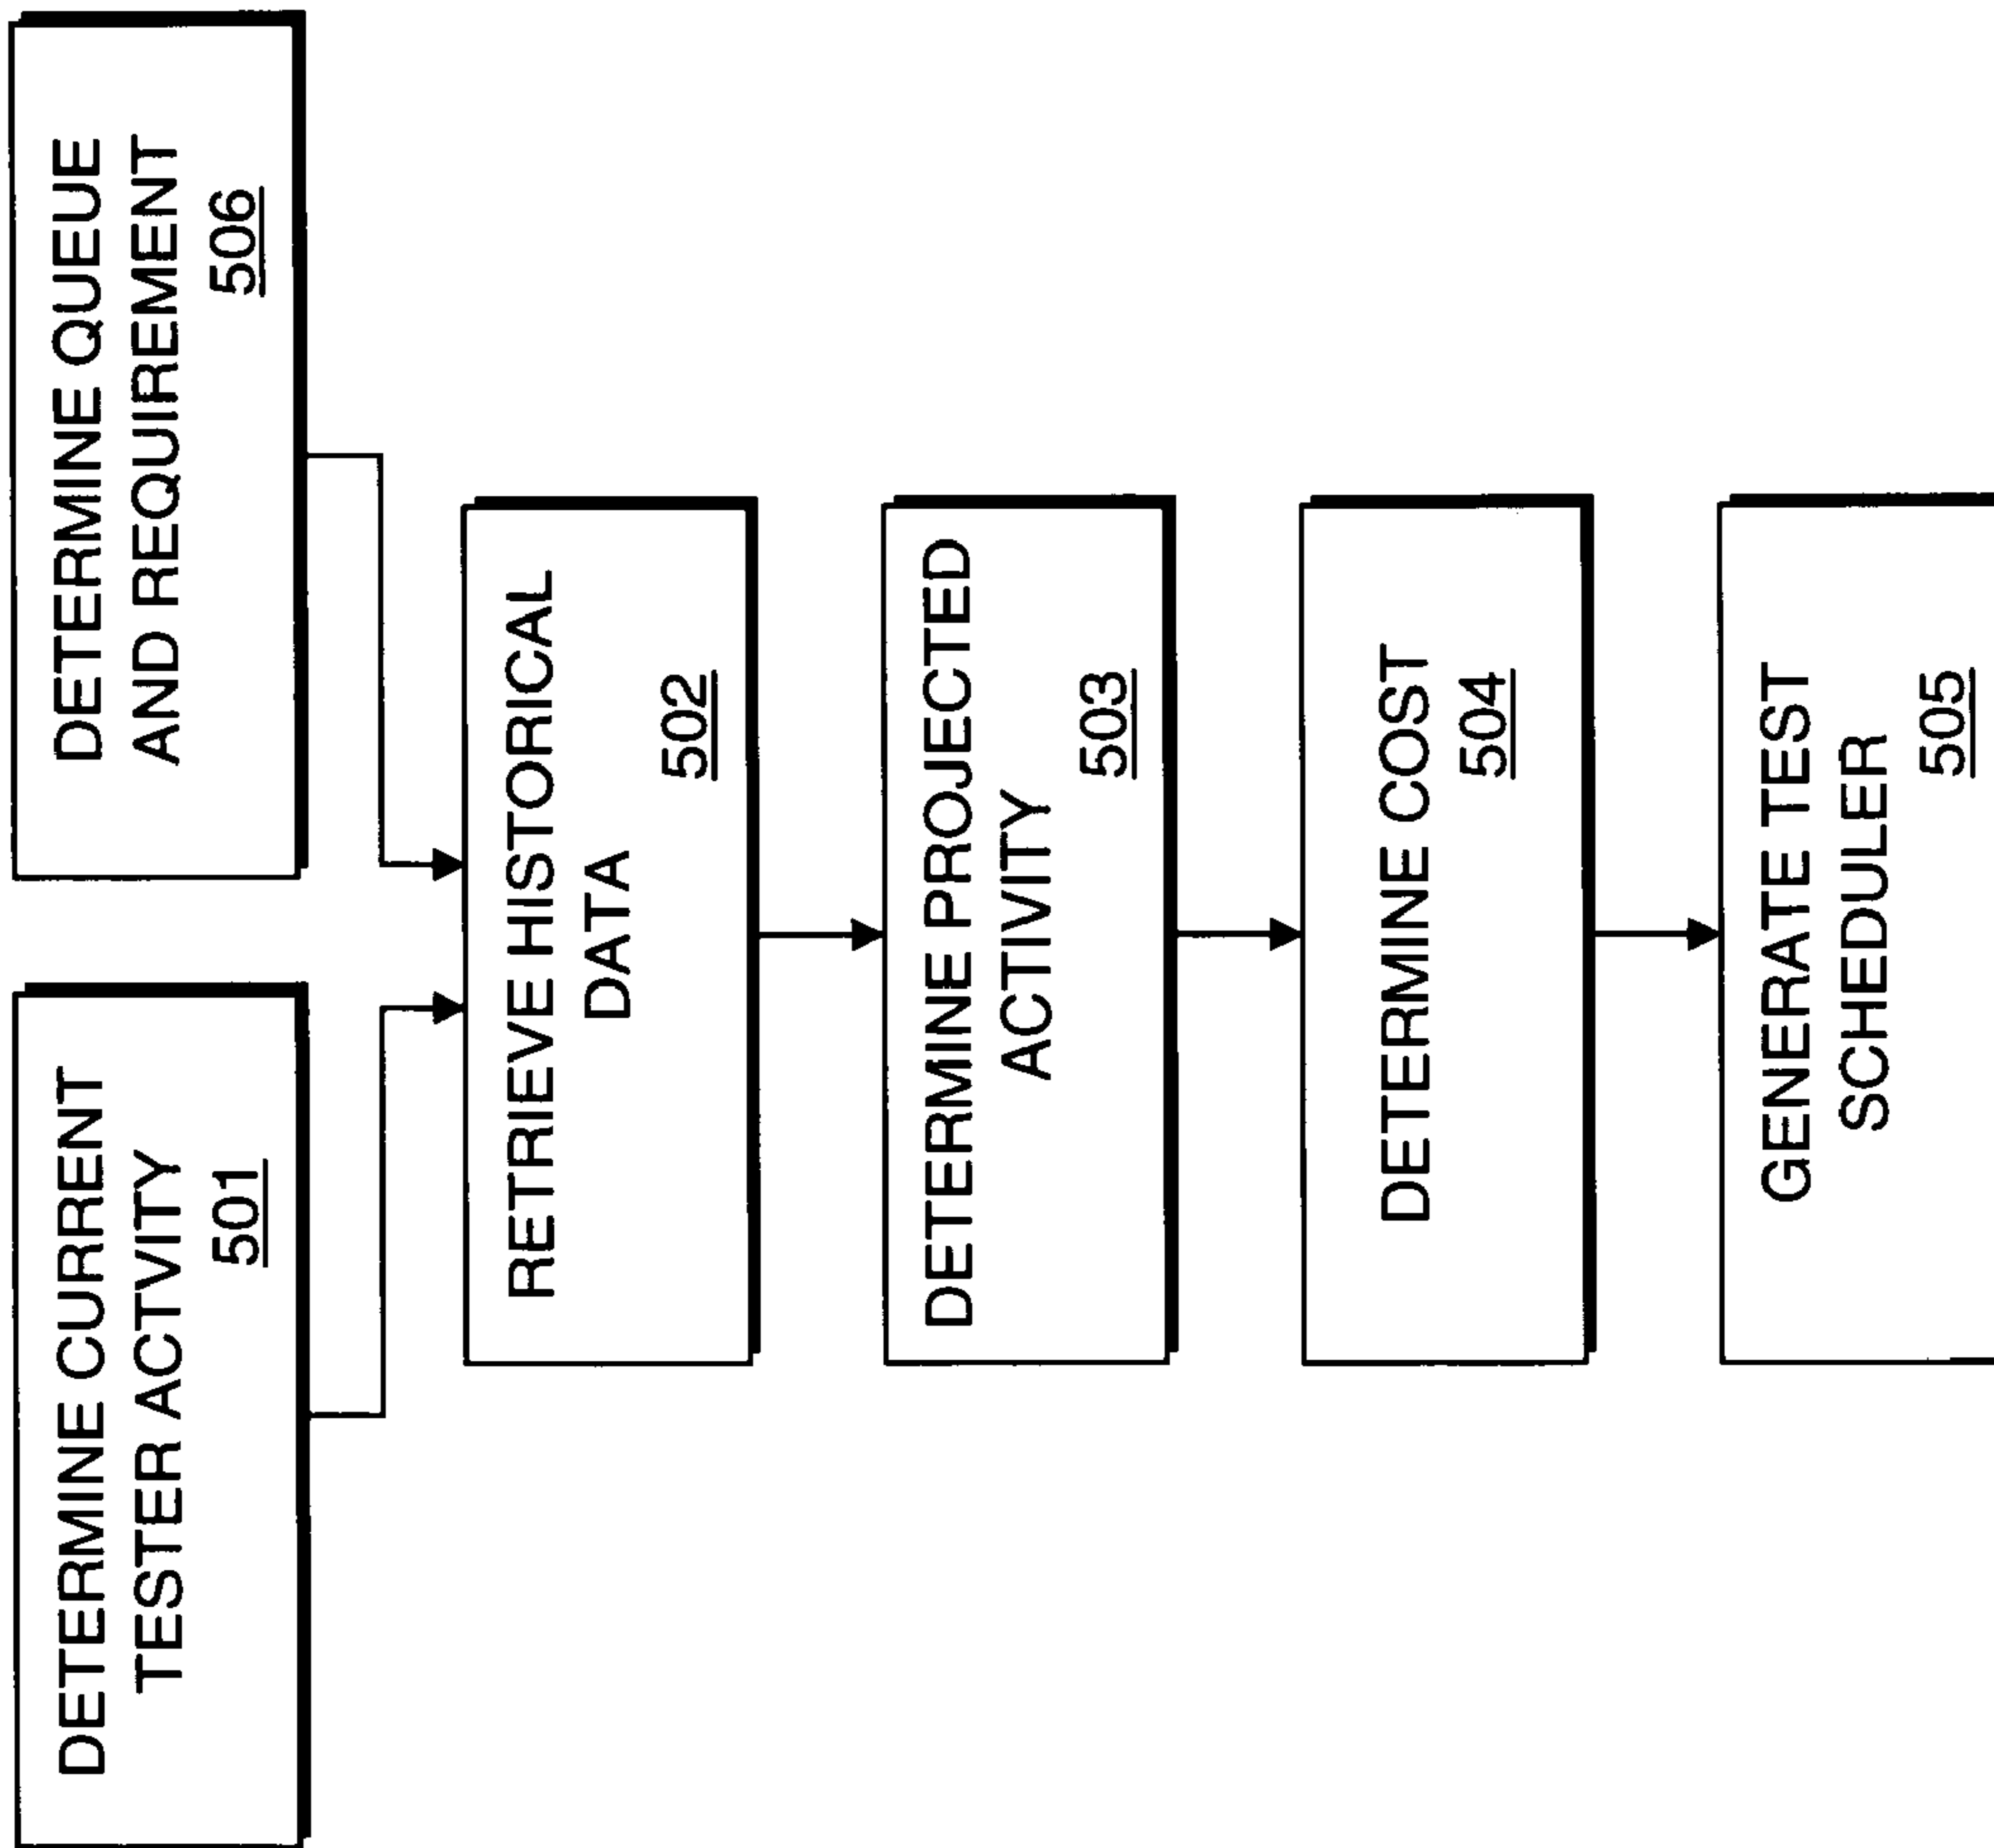 DETERMINE CURRENT
TESTER ACTVITY
501
DETERMINE QUEUE
AND REQUIREMENT
506
RETRIEVE HISTORICAL
DATA
502
DETERMINE PROJECTED
ACTIVITY
503
DETERMINE COST
504
GENERATE TEST
SCHEDULER
505